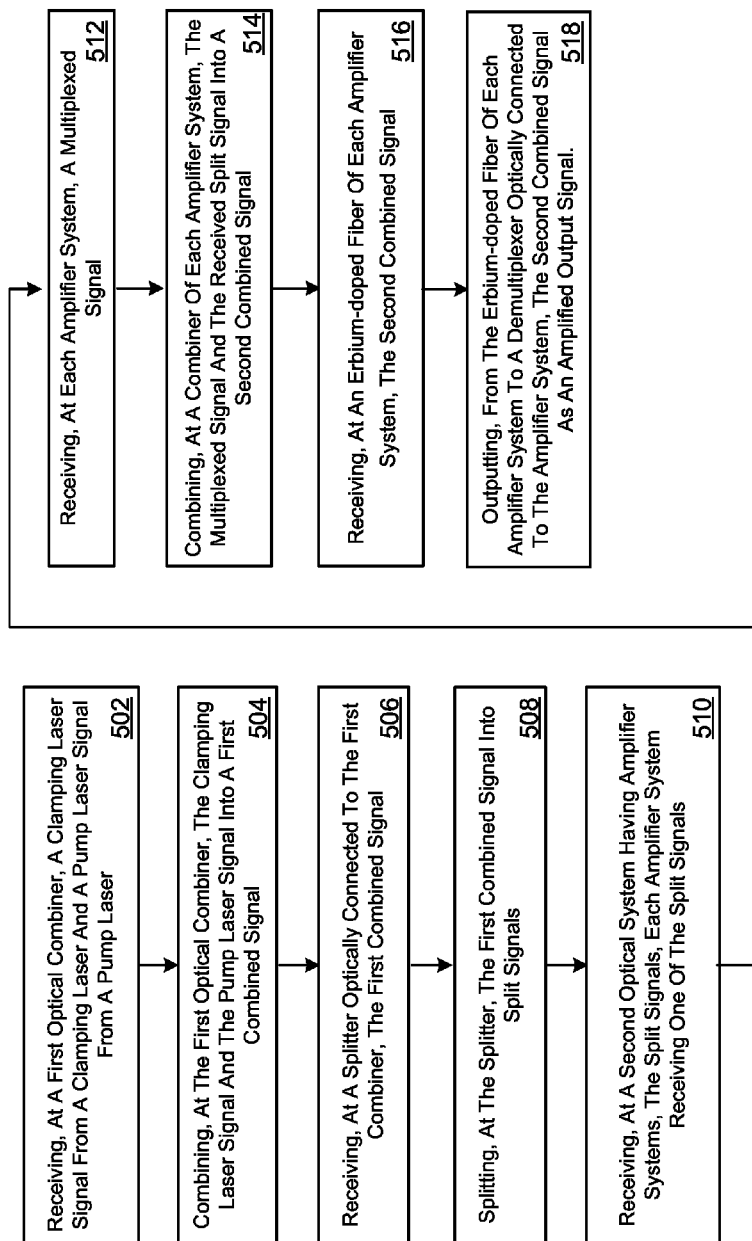 Receiving, At A First Optical Combiner, A Clamping Laser
Signal From A Clamping Laser And A Pump Laser Signal
From A Pump Laser
502
Combining, At The First Optical Combiner, The Clamping
Laser Signal And The Pump Laser Signal Into A First
Combined Signal
504
Receiving, At A Splitter Optically Connected To The First
Combiner, The First Combined Signal
506
Splitting, At The Splitter, The First Combined Signal Into
Split Signals
508
Receiving, At A Second Optical System Having Amplifier
Systems, The Split Signals, Each Amplifier System
Receiving One Of The Split Signals
510
Receiving, At Each Amplifier System, A Multiplexed
Signal
512
Combining, At A Combiner Of Each Amplifier System, The
Multiplexed Signal And The Received Split Signal Into A
Second Combined Signal
514
Receiving, At An Erbium-doped Fiber Of Each Amplifier
System, The Second Combined Signal
516
Outputting, From The Erbium-doped Fiber Of Each
Amplifier System To A Demultiplexer Optically Connected
To The Amplifier System, The Second Combined Signal
As An Amplified Output Signal.
518